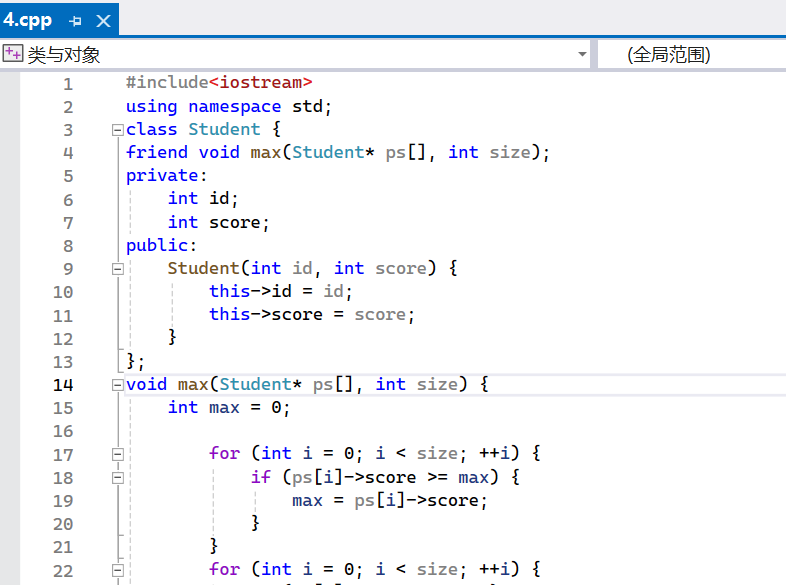 4.cpp
类与对象 (全局范围)
1 #include<iostream>
2 using namespace std;
3 class Student {
4 friend void max(Student* ps[], int size);
5 private:
6 int id;
7 int score;
8 public:
9 Student(int id, int score) {
10 this->id = id;
11 this->score = score;
12 }
13 };
14 void max(Student* ps[], int size) {
15 int max = 0;
16
17 for (int i = 0; i < size; ++i) {
18 if (ps[i]->score >= max) {
19 max = ps[i]->score;
20 }
21 }
22 for (int i = 0; i < size; ++i) {